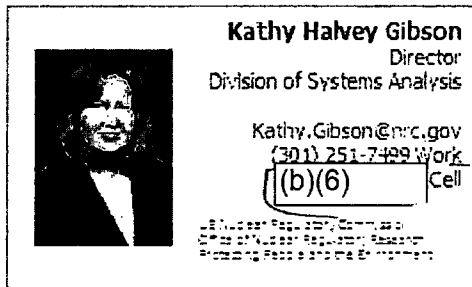 Kathy Halvey Gibson
Director
Division of Systems Analysis
Kathy.Gibson@nrc.gov
(301) 251-7499 Work
(b)(6) Cell